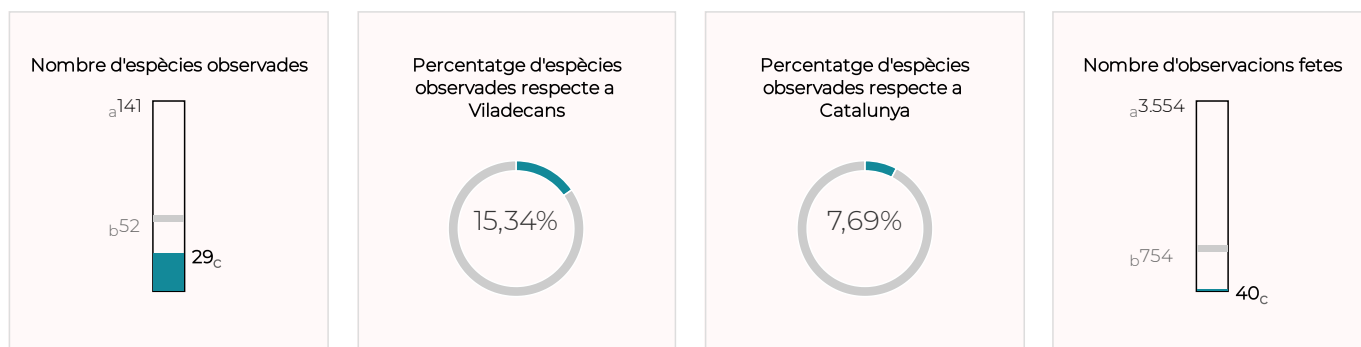 Nombre d'espècies observades
a141
b52
29c
Percentatge d'espècies
observades respecte a
Viladecans
15,34%
Percentatge d'espècies
observades respecte a
Catalunya
7,69%
Nombre d'observacions fetes
a3.554
b754
40c